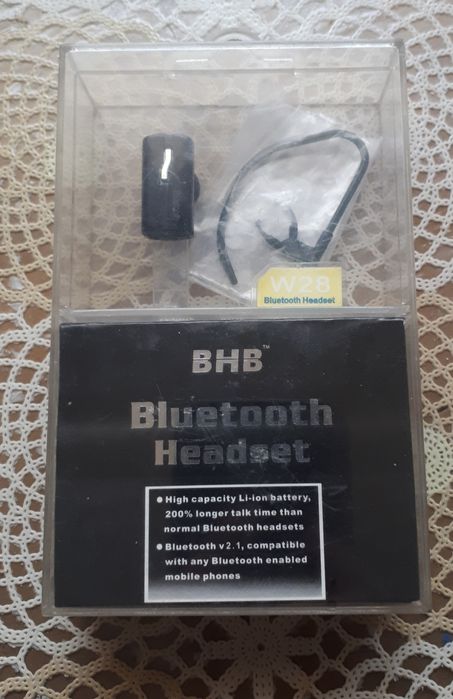 W28
Bluetooth Headset
BHB™
Bluetooth
Headset
● High capacity Li-ion battery,
200% longer talk time than
normal Bluetooth headsets
● Bluetooth v2.1, compatible
with any Bluetooth enabled
mobile phones